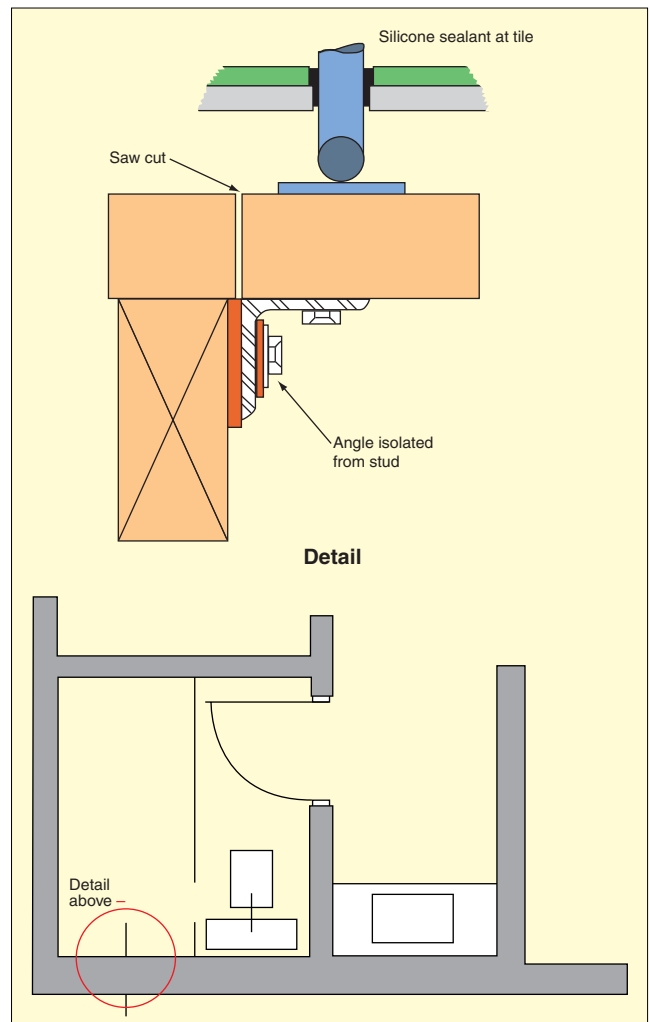 Silicone sealant at tile
Saw cut
Angle isolated
from stud
Detail
Detail
above –